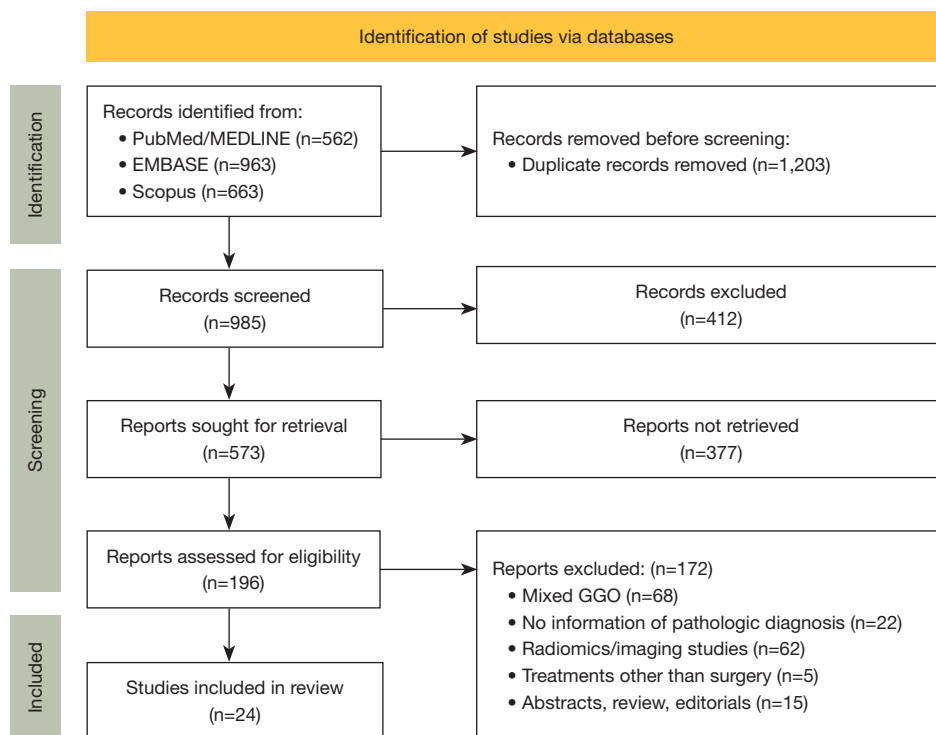 Identification of studies via databases
Identification
Records identified from:
• PubMed/MEDLINE (n=562)
• EMBASE (n=963)
• Scopus (n=663)
Records removed before screening:
• Duplicate records removed (n=1,203)
Screening
Records screened
(n=985)
Records excluded
(n=412)
Reports sought for retrieval
(n=573)
Reports not retrieved
(n=377)
Reports assessed for eligibility
(n=196)
Reports excluded: (n=172)
• Mixed GGO (n=68)
• No information of pathologic diagnosis (n=22)
• Radiomics/imaging studies (n=62)
• Treatments other than surgery (n=5)
• Abstracts, review, editorials (n=15)
Included
Studies included in review
(n=24)